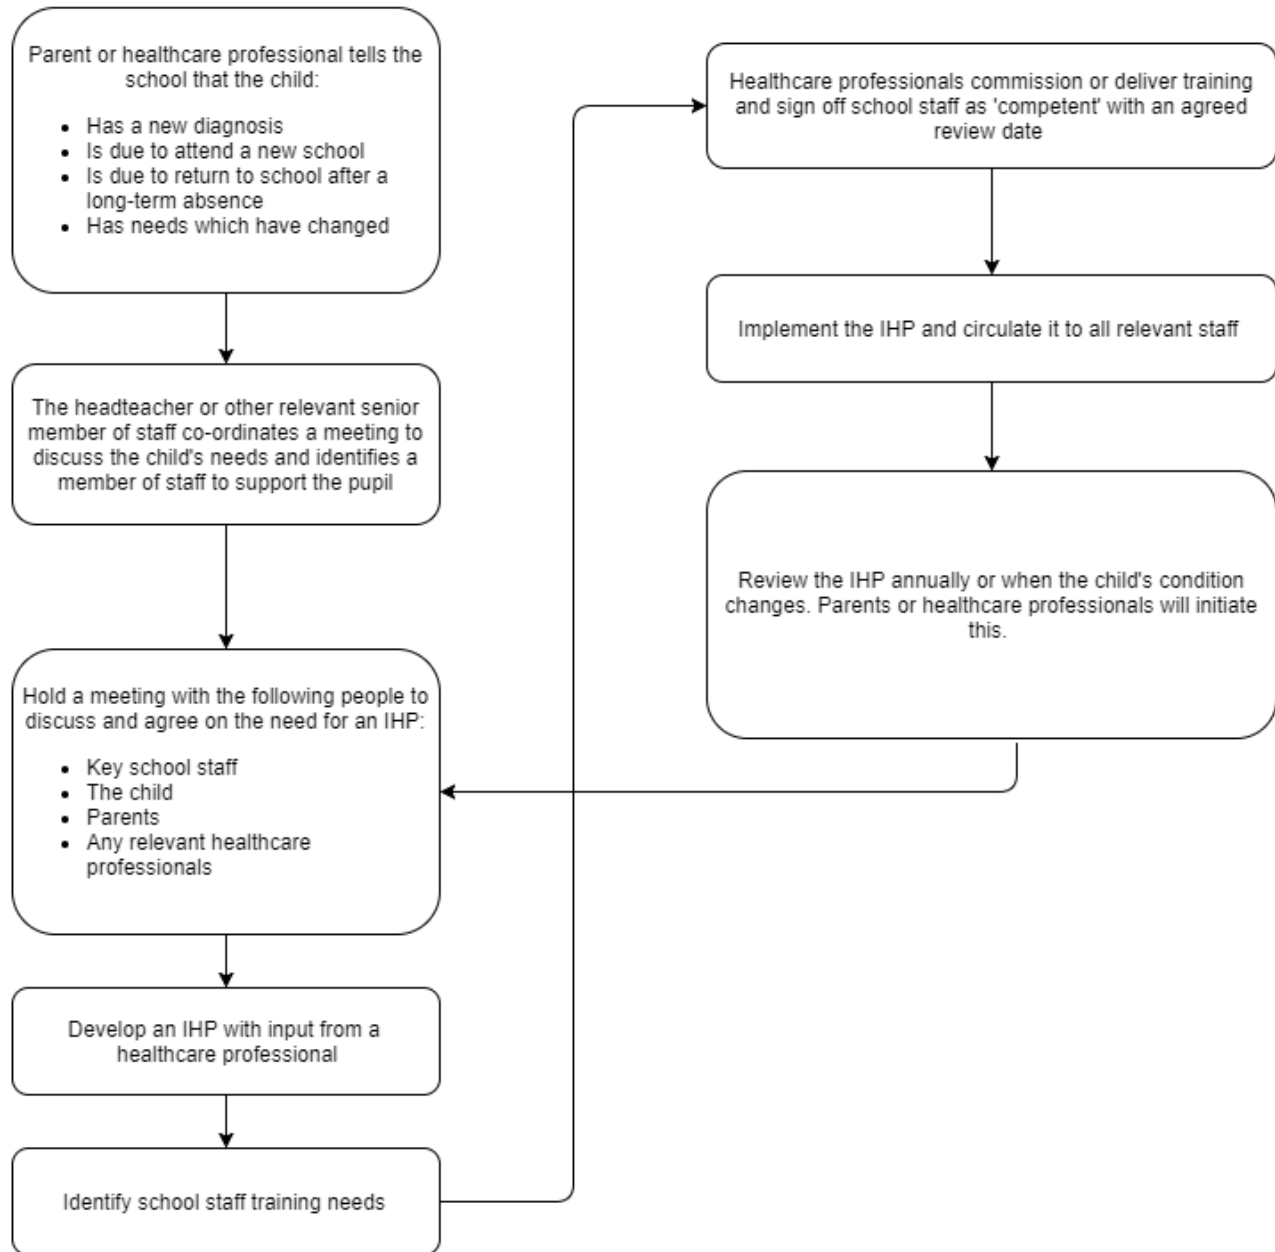 Parent or healthcare professional tells the
school that the child:
• Has a new diagnosis
• Is due to attend a new school
• Is due to return to school after a
long-term absence
• Has needs which have changed
The headteacher or other relevant senior
member of staff co-ordinates a meeting to
discuss the child's needs and identifies a
member of staff to support the pupil
Hold a meeting with the following people to
discuss and agree on the need for an IHP:
• Key school staff
• The child
• Parents
• Any relevant healthcare
professionals
Develop an IHP with input from a
healthcare professional
Identify school staff training needs
Healthcare professionals commission or deliver training
and sign off school staff as 'competent' with an agreed
review date
Implement the IHP and circulate it to all relevant staff
Review the IHP annually or when the child's condition
changes. Parents or healthcare professionals will initiate
this.